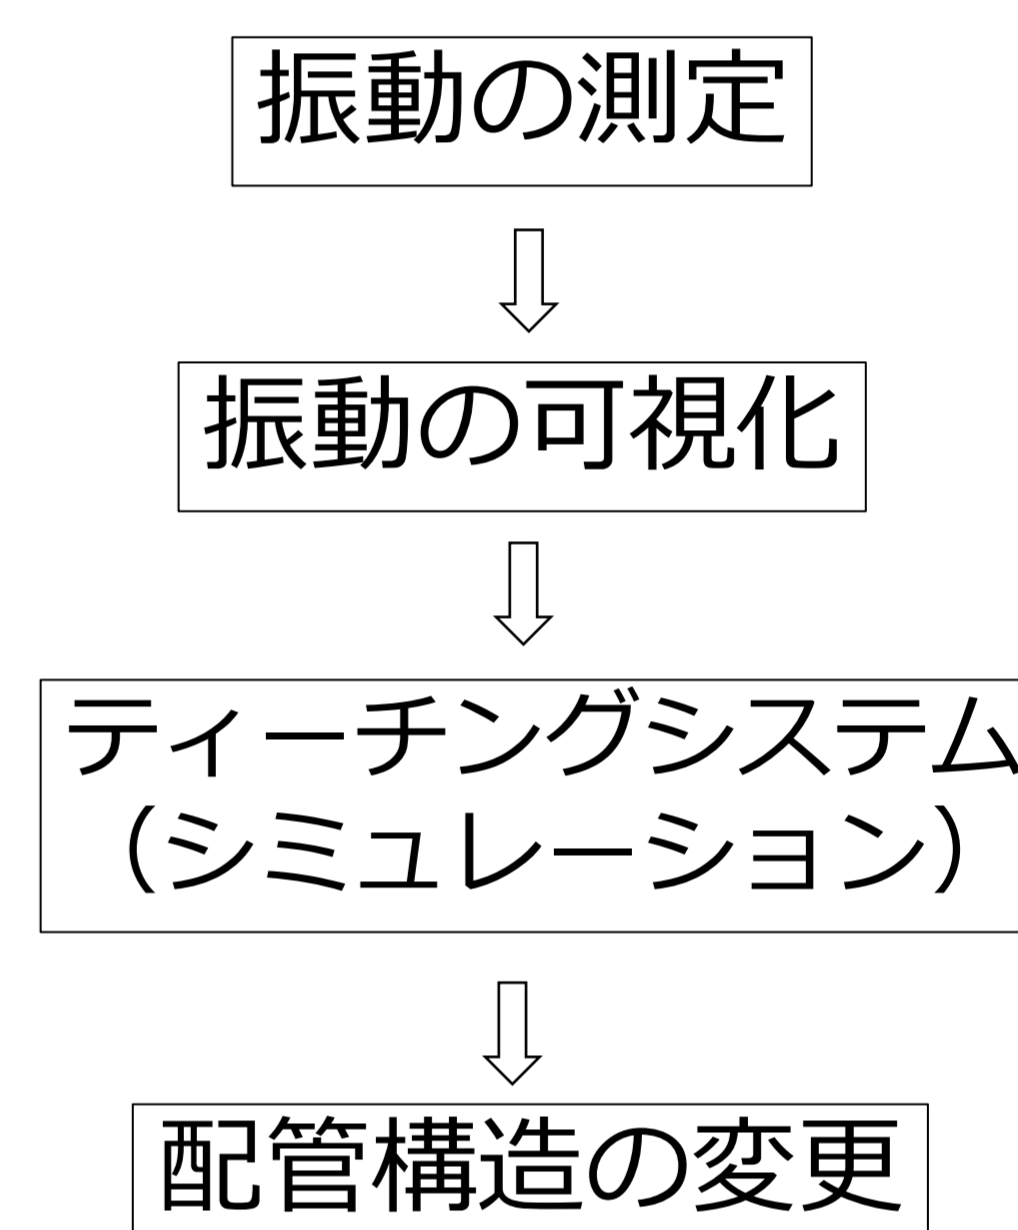 振動の測定
振動の可視化
ティーチングシステム
（シミュレーション）
配管構造の変更